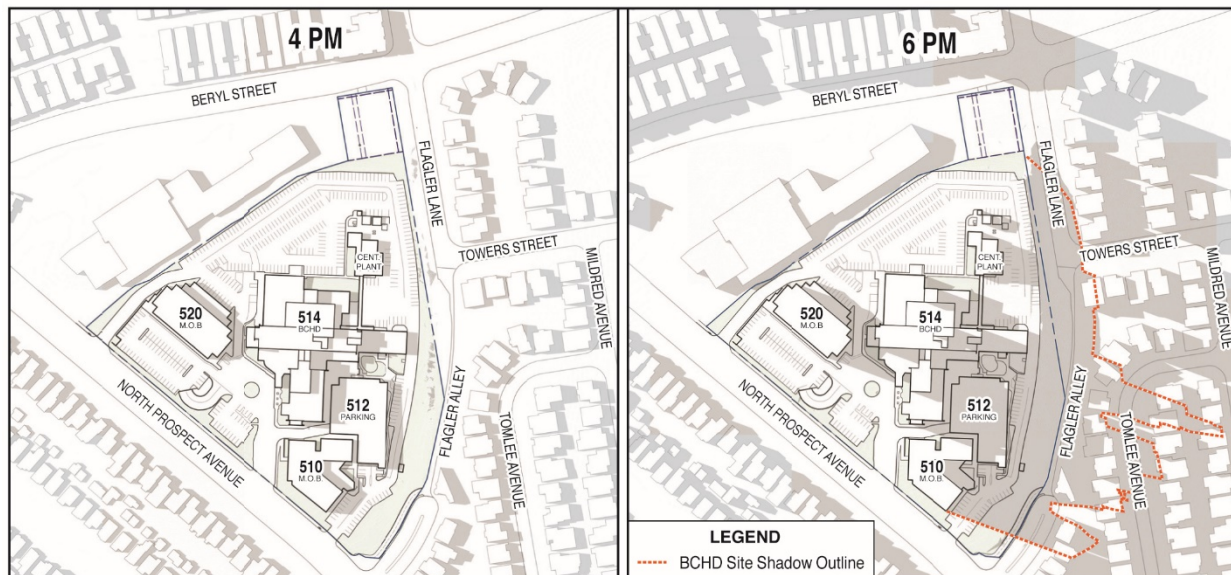 4 PM
BERYL STREET
FLAGLER LANE
TOWERS STREET
MILDRED AVENUE
CENT.
PLANT
520
M.O.B
514
BCHD
512
PARKING
510
M.O.B.
NORTH PROSPECT AVENUE
FLAGLER ALLEY
TOMLEE AVENUE
6 PM
BERYL STREET
FLAGLER LANE
TOWERS STREET
MILDRED AVENUE
CENT.
PLANT
520
M.O.B
514
BCHD
512
PARKING
510
M.O.B.
NORTH PROSPECT AVENUE
FLAGLER ALLEY
TOMLEE AVENUE
LEGEND
BCHD Site Shadow Outline